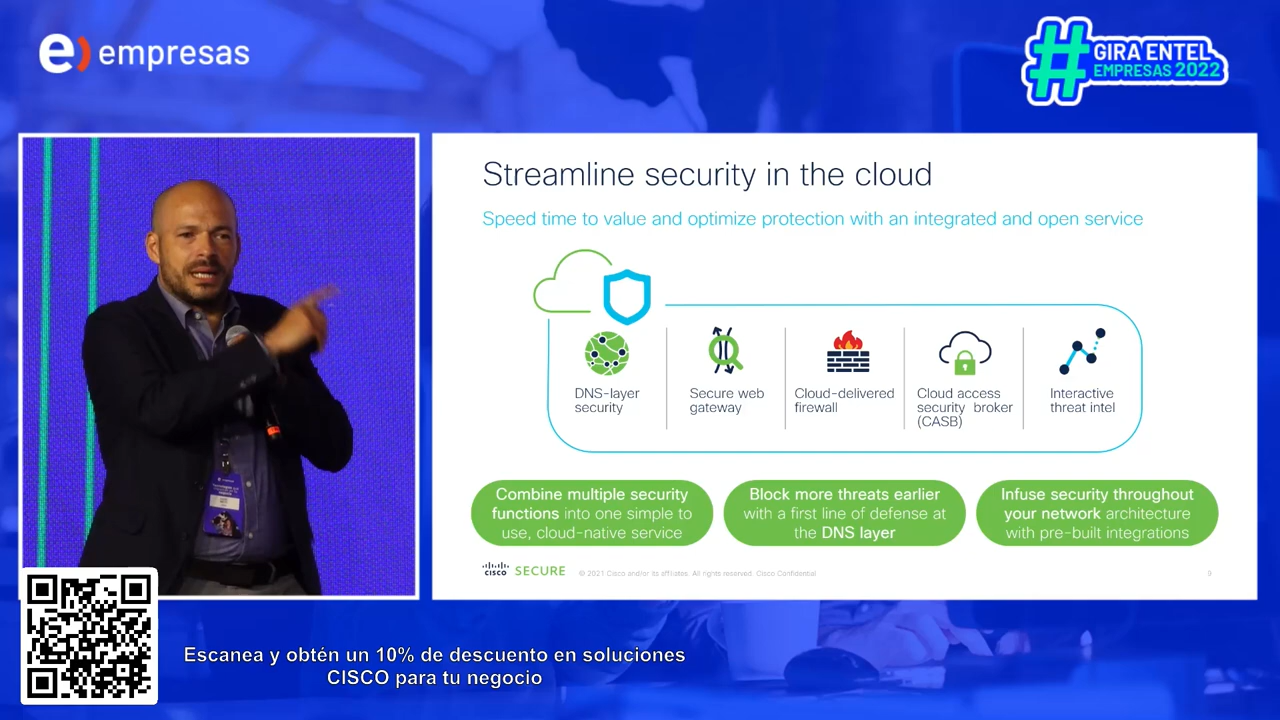 e) empresas
# GIRA ENTEL
EMPRESAS 2022
Streamline security in the cloud
Speed time to value and optimize protection with an integrated and open service
DNS-layer
security
Secure web
gateway
Cloud-delivered
firewall
Cloud access
security broker
(CASB)
Interactive
threat intel
Combine multiple security
functions into one simple to
use, cloud-native service
Block more threats earlier
with a first line of defense at
the DNS layer
Infuse security throughout
your network architecture
with pre-built integrations
CISCO SECURE
© 2021 Cisco and/or its affiliates. All rights reserved. Cisco Confidential
9
Escanea y obtén un 10% de descuento en soluciones
CISCO para tu negocio